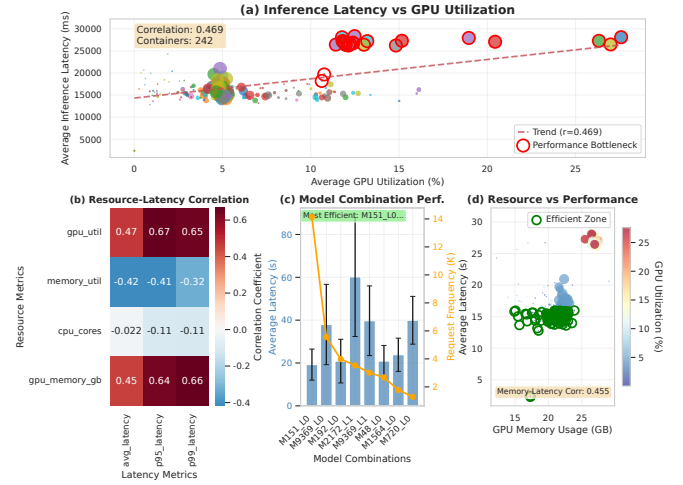 (a) Inference Latency vs GPU Utilization
Average Inference Latency (ms)
30000
25000
20000
15000
10000
5000
Correlation: 0.469
Containers: 242
Trend (r=0.469)
Performance Bottleneck
0
5
10
15
20
25
Average GPU Utilization (%)
(b) Resource-Latency Correlation
Resource Metrics
gpu_util
memory_util
cpu_cores
gpu_memory_gb
0.47
0.67
0.65
-0.42
-0.41
-0.32
-0.022
-0.11
-0.11
0.45
0.64
0.66
avg_latency
p95_latency
p99_latency
Latency Metrics
0.6
0.4
0.2
0.0
-0.2
-0.4
Correlation Coefficient
(c) Model Combination Perf.
Most Efficient: M151_L0...
Average Latency (s)
80
60
40
20
0
14
12
10
8
6
4
2
Request Frequency (K)
M151_L0
M9369_L0
M192_L0
M2172_L1
M9369_L1
M48_L0
M1564_L0
M720_L0
Model Combinations
(d) Resource vs Performance
Efficient Zone
Average Latency (s)
30
25
20
15
10
5
Memory-Latency Corr: 0.455
15
20
25
GPU Memory Usage (GB)
25
20
15
10
5
GPU Utilization (%)